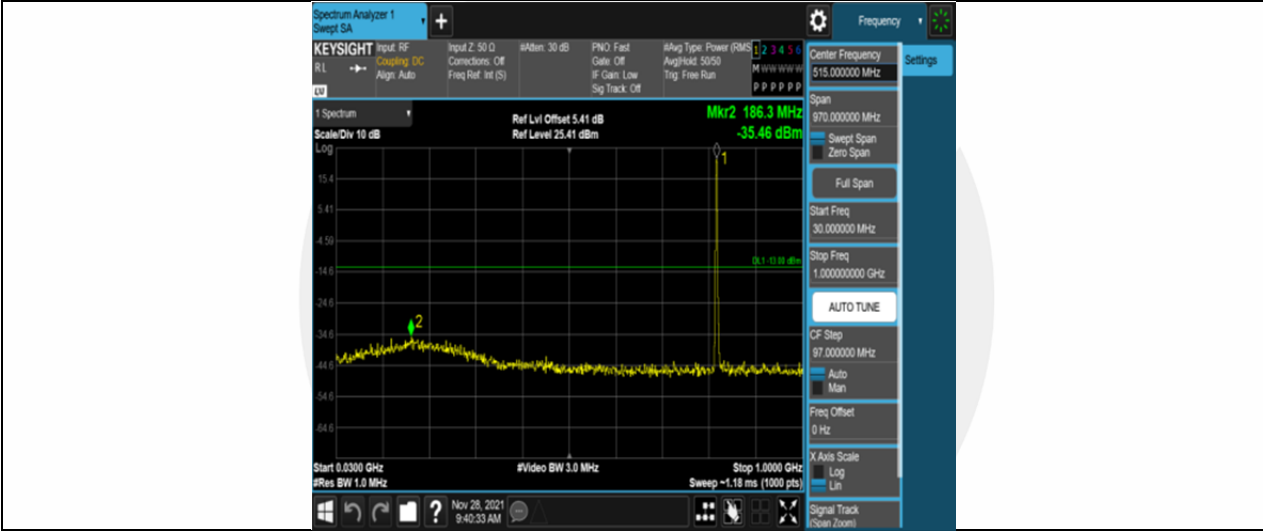 Spectrum Analyzer 1
Swept SA
+
Frequency
KEYSIGHT
RL
LV
Input: RF
Coupling: DC
Align: Auto
Input Z: 50 Ω
Corrections: Off
Freq Ref: Int (S)
#Atten: 30 dB
PNO: Fast
Gate: Off
IF Gain: Low
Sig Track: Off
#Avg Type: Power (RMS
Avg|Hold: 50/50
Trig: Free Run
1 2 3 4 5 6
M W W W W W
P P P P P P
1 Spectrum
Scale/Div 10 dB
Log
Ref Lvl Offset 5.41 dB
Ref Level 25.41 dBm
Mkr2 186.3 MHz
-35.46 dBm
15.4
5.41
-4.59
-14.6
-24.6
-34.6
-44.6
-54.6
-64.6
1
2
DL1 -13.00 dBm
Start 0.0300 GHz
#Res BW 1.0 MHz
#Video BW 3.0 MHz
Stop 1.0000 GHz
Sweep ~1.18 ms (1000 pts)
Nov 28, 2021
9:40:33 AM
?
Settings
Center Frequency
515.000000 MHz
Span
970.000000 MHz
Swept Span
Zero Span
Full Span
Start Freq
30.000000 MHz
Stop Freq
1.000000000 GHz
AUTO TUNE
CF Step
97.000000 MHz
Auto
Man
Freq Offset
0 Hz
X Axis Scale
Log
Lin
Signal Track
(Span Zoom)